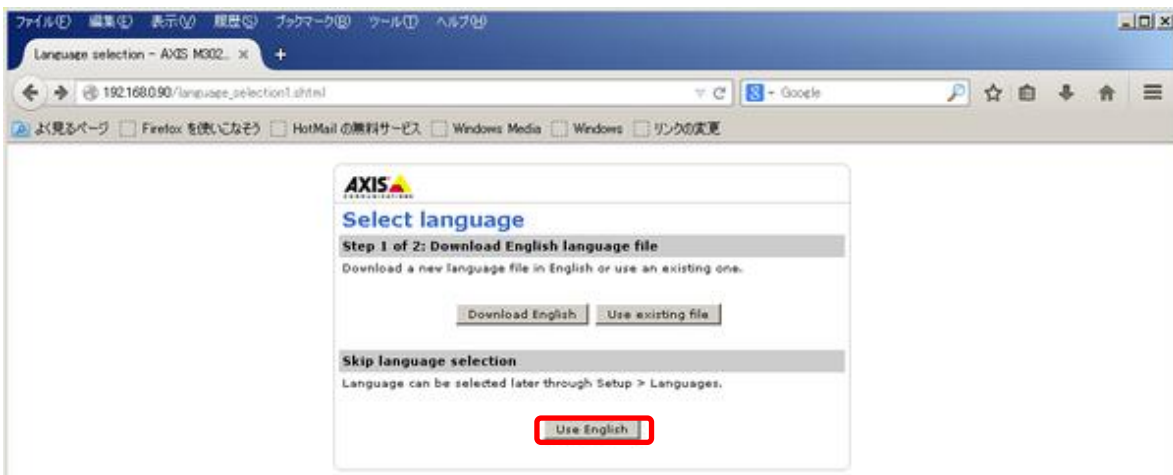 ファイル(F) 編集(E) 表示(V) 履歴(S) ブックマーク(B) ツール(T) ヘルプ(H)
Language selection - AXIS M302... × +
192.168.0.90/language_selection1.shtml
Google
よく見るページ Firefox を使いこなそう HotMail の無料サービス Windows Media Windows リンクの変更
AXIS
COMMUNICATIONS
Select language
Step 1 of 2: Download English language file
Download a new language file in English or use an existing one.
Download English Use existing file
Skip language selection
Language can be selected later through Setup > Languages.
Use English